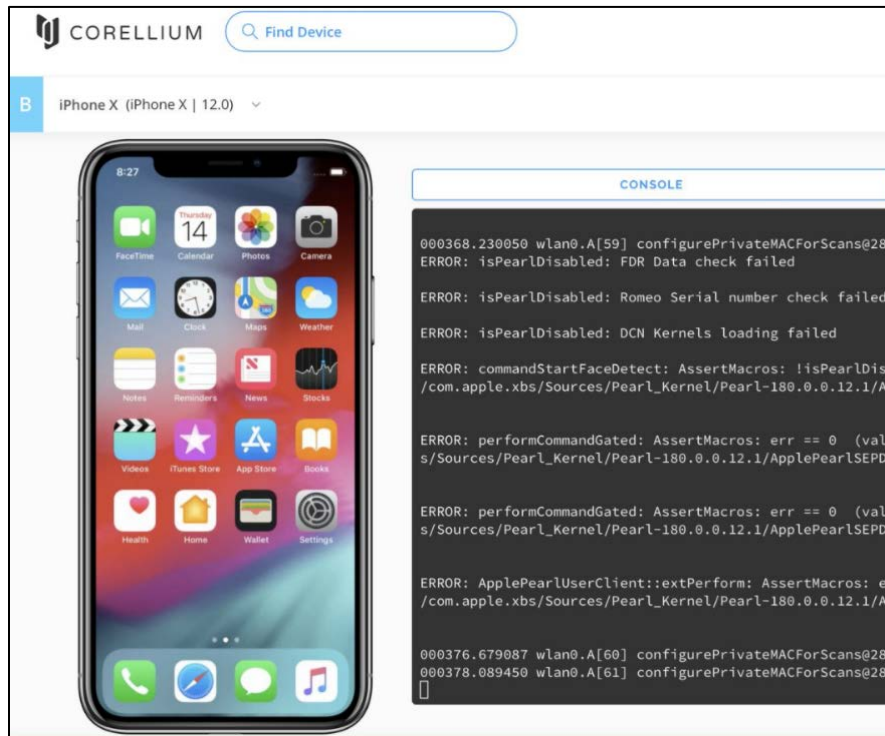 CORELLIUM
Find Device
B
iPhone X (iPhone X | 12.0)
8:27
Thursday
14
FaceTime Calendar Photos Camera
Mail Clock Maps Weather
Notes Reminders News Stocks
Videos iTunes Store App Store Books
Health Home Wallet Settings
CONSOLE
000368.230050 wlan0.A[59] configurePrivateMACForScans@28
ERROR: isPearlDisabled: FDR Data check failed
ERROR: isPearlDisabled: Romeo Serial number check failed
ERROR: isPearlDisabled: DCN Kernels loading failed
ERROR: commandStartFaceDetect: AssertMacros: !isPearlDis
/com.apple.xbs/Sources/Pearl_Kernel/Pearl-180.0.0.12.1/A
ERROR: performCommandGated: AssertMacros: err == 0 (val
s/Sources/Pearl_Kernel/Pearl-180.0.0.12.1/ApplePearlSEPD
ERROR: performCommandGated: AssertMacros: err == 0 (val
s/Sources/Pearl_Kernel/Pearl-180.0.0.12.1/ApplePearlSEPD
ERROR: ApplePearlUserClient::extPerform: AssertMacros: e
/com.apple.xbs/Sources/Pearl_Kernel/Pearl-180.0.0.12.1/A
000376.679087 wlan0.A[60] configurePrivateMACForScans@28
000378.089450 wlan0.A[61] configurePrivateMACForScans@28